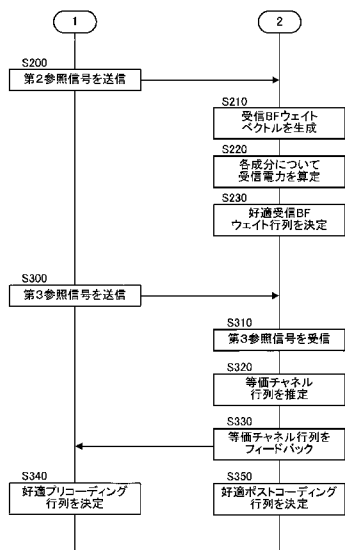 1
2
S200
第2参照信号を送信
S210
受信BFウェイト
ベクトルを生成
S220
各成分について
受信電力を算定
S230
好適受信BF
ウェイト行列を決定
S300
第3参照信号を送信
S310
第3参照信号を受信
S320
等価チャネル
行列を推定
S330
等価チャネル行列を
フィードバック
S340
好適プリコーディング
行列を決定
S350
好適ポストコーディング
行列を決定